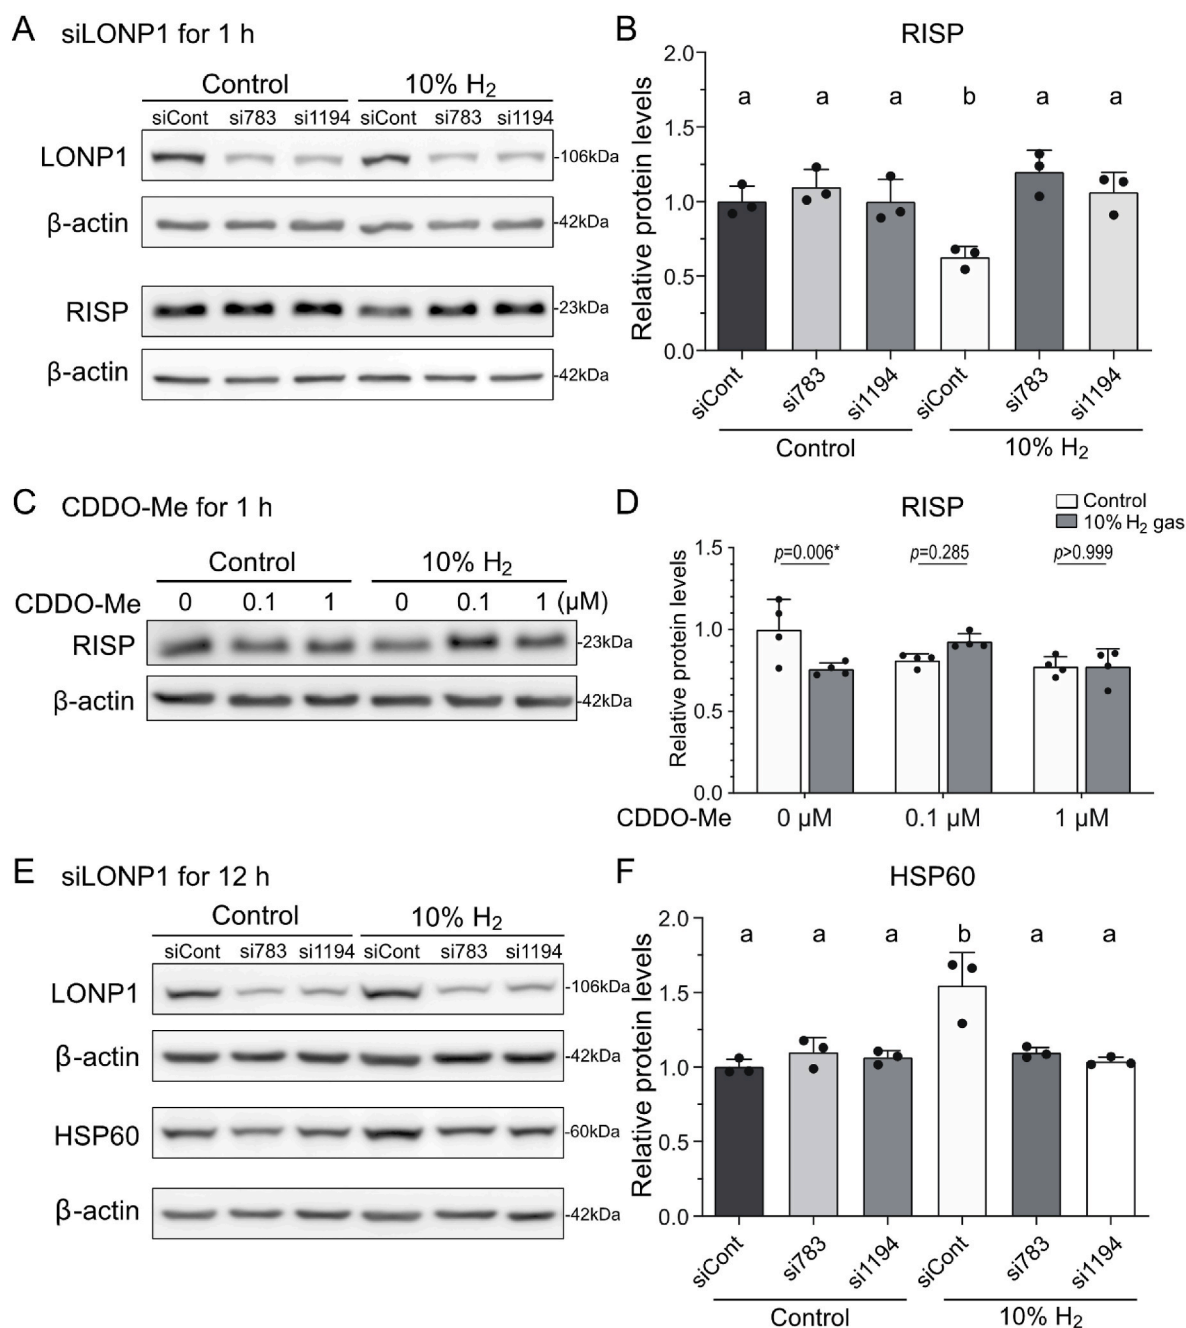 A siLONP1 for 1 h
Control 10% H₂
siCont si783 si1194 siCont si783 si1194
LONP1 -106kDa
β-actin -42kDa
RISP -23kDa
β-actin -42kDa
B RISP
Relative protein levels
2.0
1.5
1.0
0.5
0.0
a a a b a a
siCont si783 si1194 siCont si783 si1194
Control 10% H₂
C CDDO-Me for 1 h
Control 10% H₂
CDDO-Me 0 0.1 1 0 0.1 1 (μM)
RISP -23kDa
β-actin -42kDa
D RISP
Control
10% H₂ gas
Relative protein levels
1.5
1.0
0.5
0.0
p=0.006* p=0.285 p>0.999
CDDO-Me 0 μM 0.1 μM 1 μM
E siLONP1 for 12 h
Control 10% H₂
siCont si783 si1194 siCont si783 si1194
LONP1 -106kDa
β-actin -42kDa
HSP60 -60kDa
β-actin -42kDa
F HSP60
Relative protein levels
2.0
1.5
1.0
0.5
0.0
a a a b a a
siCont si783 si1194 siCont si783 si1194
Control 10% H₂